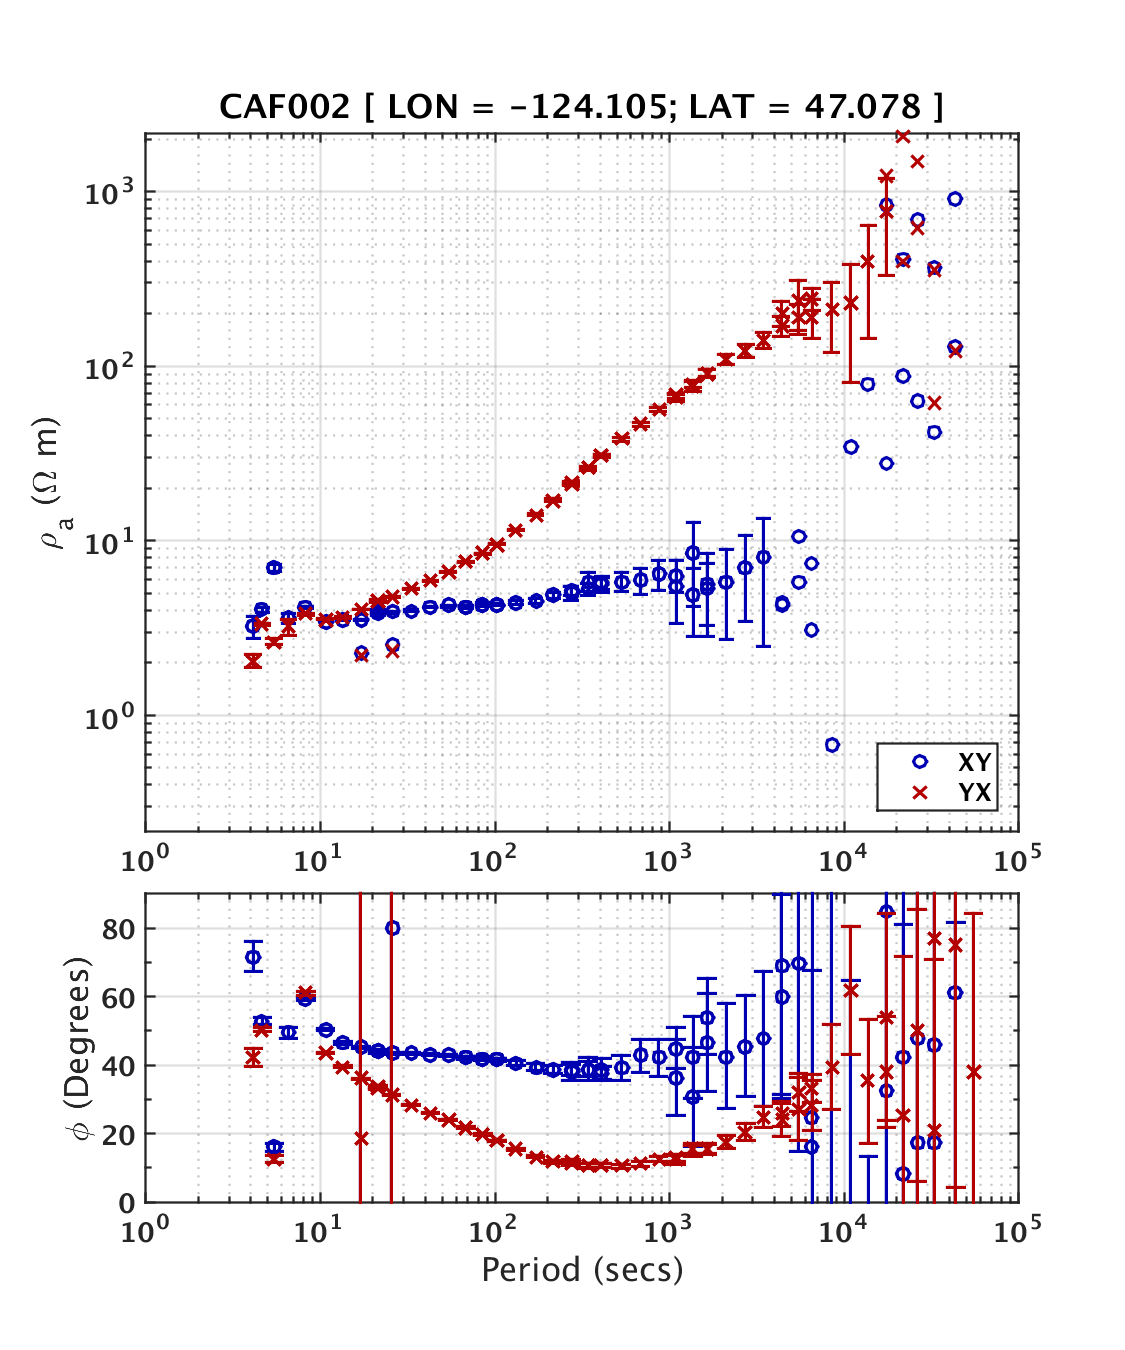 CAF002 [ LON = -124.105; LAT = 47.078 ]
ρa (Ω m)
10³
10²
10¹
10⁰
XY
YX
10⁰ 10¹ 10² 10³ 10⁴ 10⁵
ϕ (Degrees)
80
60
40
20
0
10⁰ 10¹ 10² 10³ 10⁴ 10⁵
Period (secs)